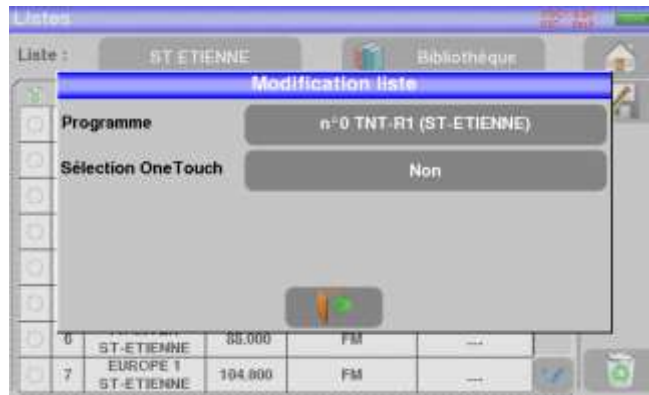 Listes
Liste : ST ETIENNE Bibliothèque
Modification liste
Programme n°0 TNT-R1 (ST-ETIENNE)
Sélection OneTouch Non
6 ST-ETIENNE 88.000 FM ---
7 EUROPE 1 ST-ETIENNE 104.800 FM ---